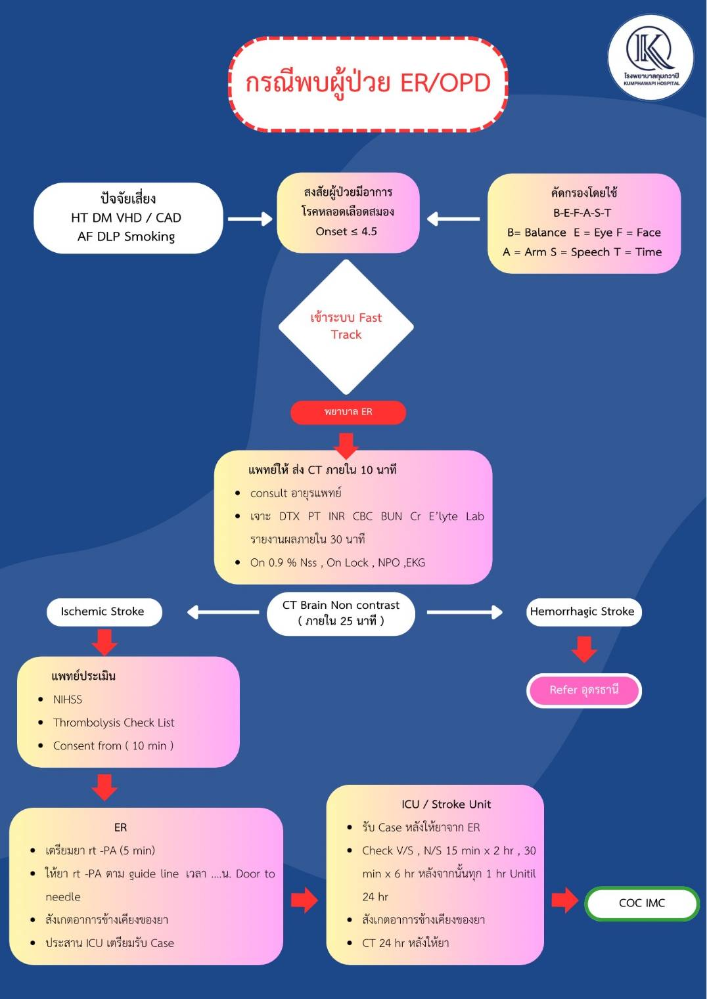 โรงพยาบาลกุมภวาปี
KUMPHAWAPI HOSPITAL
กรณีพบผู้ป่วย ER/OPD
ปัจจัยเสี่ยง
HT DM VHD / CAD
AF DLP Smoking
สงสัยผู้ป่วยมีอาการ
โรคหลอดเลือดสมอง
Onset ≤ 4.5
คัดกรองโดยใช้
B-E-F-A-S-T
B= Balance E = Eye F = Face
A = Arm S = Speech T = Time
เข้าระบบ Fast
Track
พยาบาล ER
แพทย์ให้ ส่ง CT ภายใน 10 นาที
• consult อายุรแพทย์
• เจาะ DTX PT INR CBC BUN Cr E’lyte Lab
รายงานผลภายใน 30 นาที
• On 0.9 % Nss , On Lock , NPO ,EKG
Ischemic Stroke
CT Brain Non contrast
( ภายใน 25 นาที )
Hemorrhagic Stroke
แพทย์ประเมิน
• NIHSS
• Thrombolysis Check List
• Consent from ( 10 min )
Refer อุดรธานี
ER
• เตรียมยา rt -PA (5 min)
• ให้ยา rt -PA ตาม guide line เวลา ....น. Door to
needle
• สังเกตอาการข้างเคียงของยา
• ประสาน ICU เตรียมรับ Case
ICU / Stroke Unit
• รับ Case หลังให้ยาจาก ER
• Check V/S , N/S 15 min x 2 hr , 30
min x 6 hr หลังจากนั้นทุก 1 hr Unitil
24 hr
• สังเกตอาการข้างเคียงของยา
• CT 24 hr หลังให้ยา
COC IMC